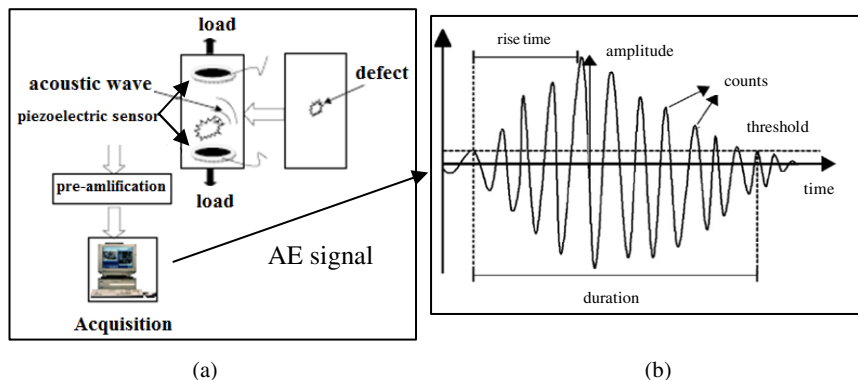 load
acoustic wave
piezoelectric sensor
defect
pre-amlification
load
AE signal
Acquisition
(a)
rise time
amplitude
counts
threshold
time
duration
(b)